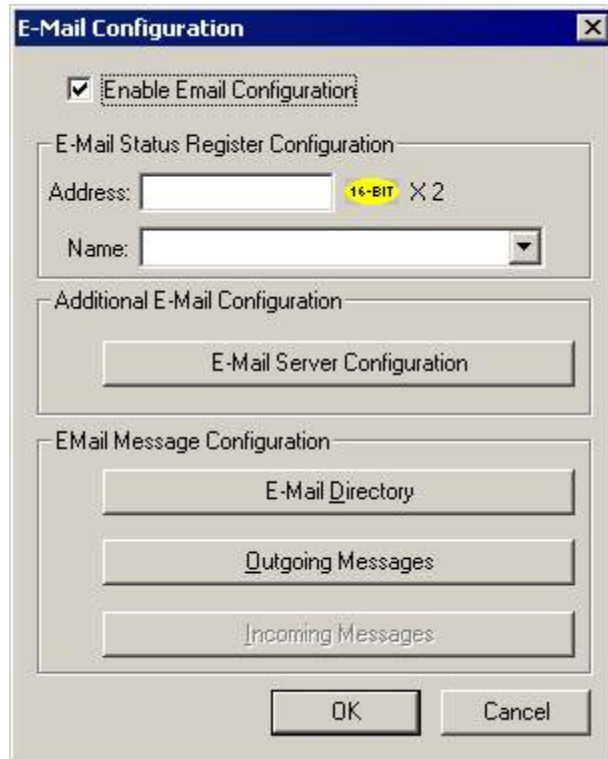 E-Mail Configuration
Enable Email Configuration
E-Mail Status Register Configuration
Address: 16-BIT X 2
Name:
Additional E-Mail Configuration
E-Mail Server Configuration
EMail Message Configuration
E-Mail Directory
Outgoing Messages
Incoming Messages
OK Cancel